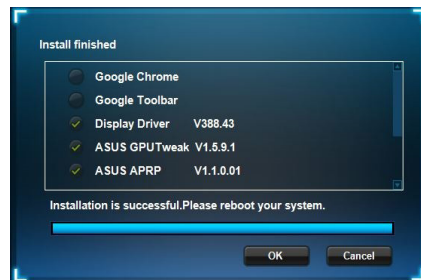 Install finished
Google Chrome
Google Toolbar
Display Driver V388.43
ASUS GPUTweak V1.5.9.1
ASUS APRP V1.1.0.01
Installation is successful.Please reboot your system.
OK Cancel